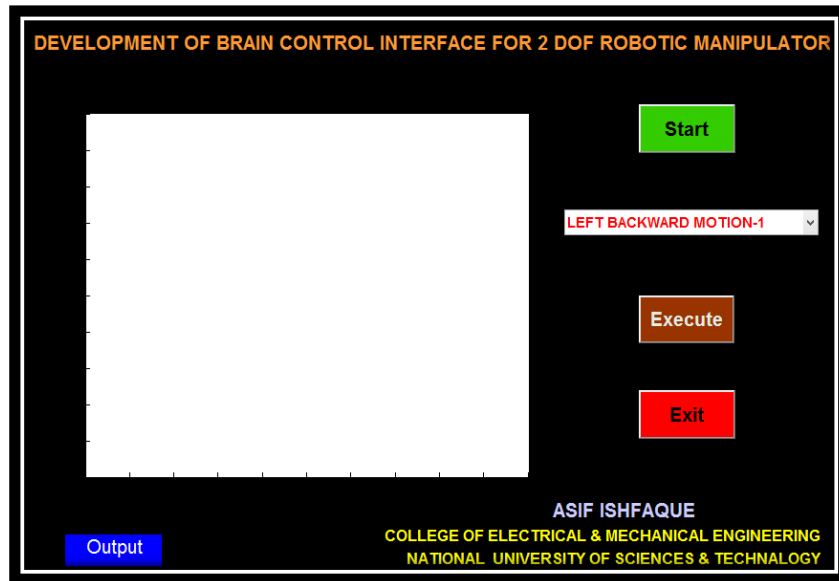 DEVELOPMENT OF BRAIN CONTROL INTERFACE FOR 2 DOF ROBOTIC MANIPULATOR
Start
LEFT BACKWARD MOTION-1
Execute
Exit
ASIF ISHFAQUE
COLLEGE OF ELECTRICAL & MECHANICAL ENGINEERING
NATIONAL UNIVERSITY OF SCIENCES & TECHNALOGY
Output